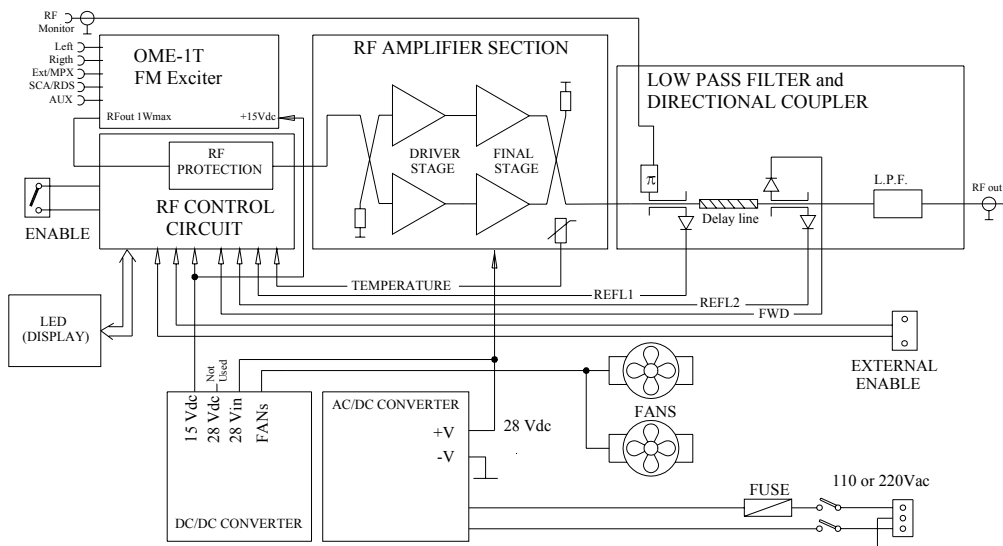 RF
Monitor
Left
Rigth
Ext/MPX
SCA/RDS
AUX
OME-1T
FM Exciter
RFout 1Wmax
+15Vdc
RF AMPLIFIER SECTION
LOW PASS FILTER and
DIRECTIONAL COUPLER
RF
PROTECTION
DRIVER
STAGE
FINAL
STAGE
π
L.P.F.
RF out
Delay line
RF CONTROL
CIRCUIT
ENABLE
TEMPERATURE
REFL1
REFL2
FWD
LED
(DISPLAY)
EXTERNAL
ENABLE
15 Vdc
28 Vdc
Not
Used
28 Vin
FANs
DC/DC CONVERTER
AC/DC CONVERTER
+V
-V
28 Vdc
FANS
FUSE
110 or 220Vac